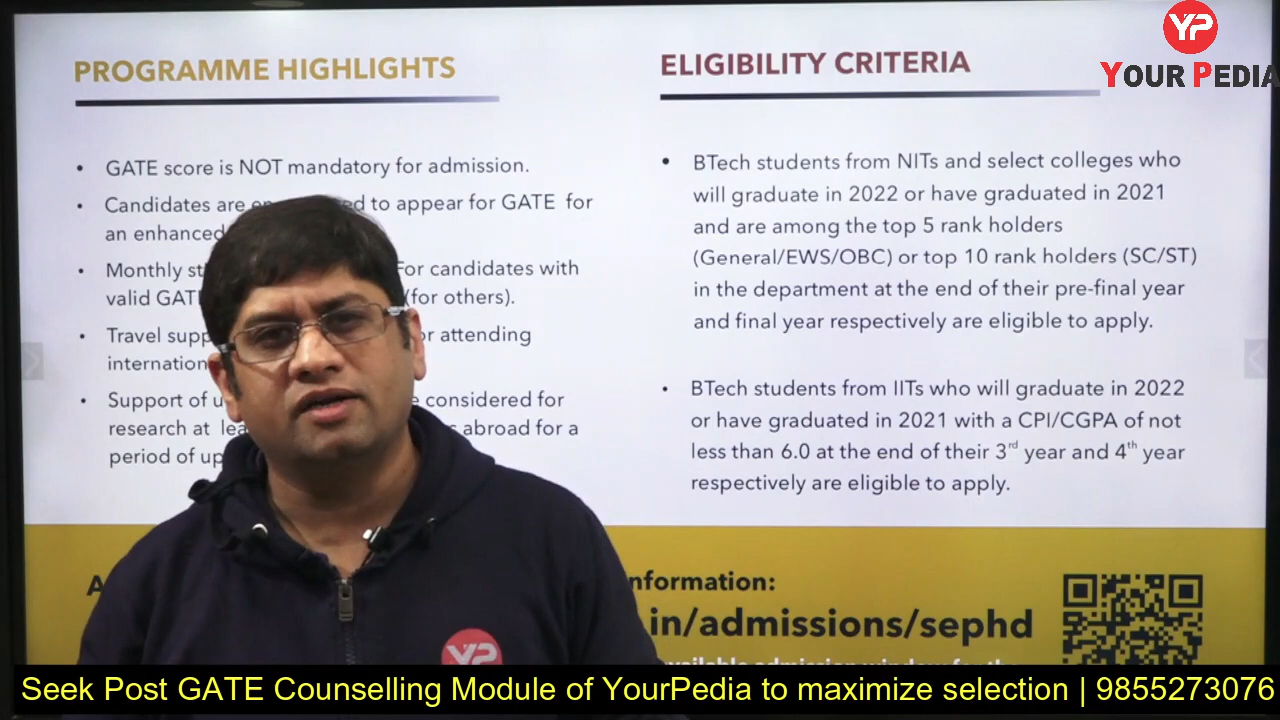 YP
YOUR PEDIA
PROGRAMME HIGHLIGHTS
• GATE score is NOT mandatory for admission.
• Candidates are to appear for GATE for
an enhanced
• Monthly For candidates with
valid (for others).
• Travel or attending
• Support of considered for
research at abroad for a
period of
ELIGIBILITY CRITERIA
• BTech students from NITs and select colleges who
will graduate in 2022 or have graduated in 2021
and are among the top 5 rank holders
(General/EWS/OBC) or top 10 rank holders (SC/ST)
in the department at the end of their pre-final year
and final year respectively are eligible to apply.
• BTech students from IITs who will graduate in 2022
or have graduated in 2021 with a CPI/CGPA of not
less than 6.0 at the end of their 3rd year and 4th year
respectively are eligible to apply.
nformation:
in/admissions/sephd
YP
Seek Post GATE Counselling Module of YourPedia to maximize selection | 9855273076